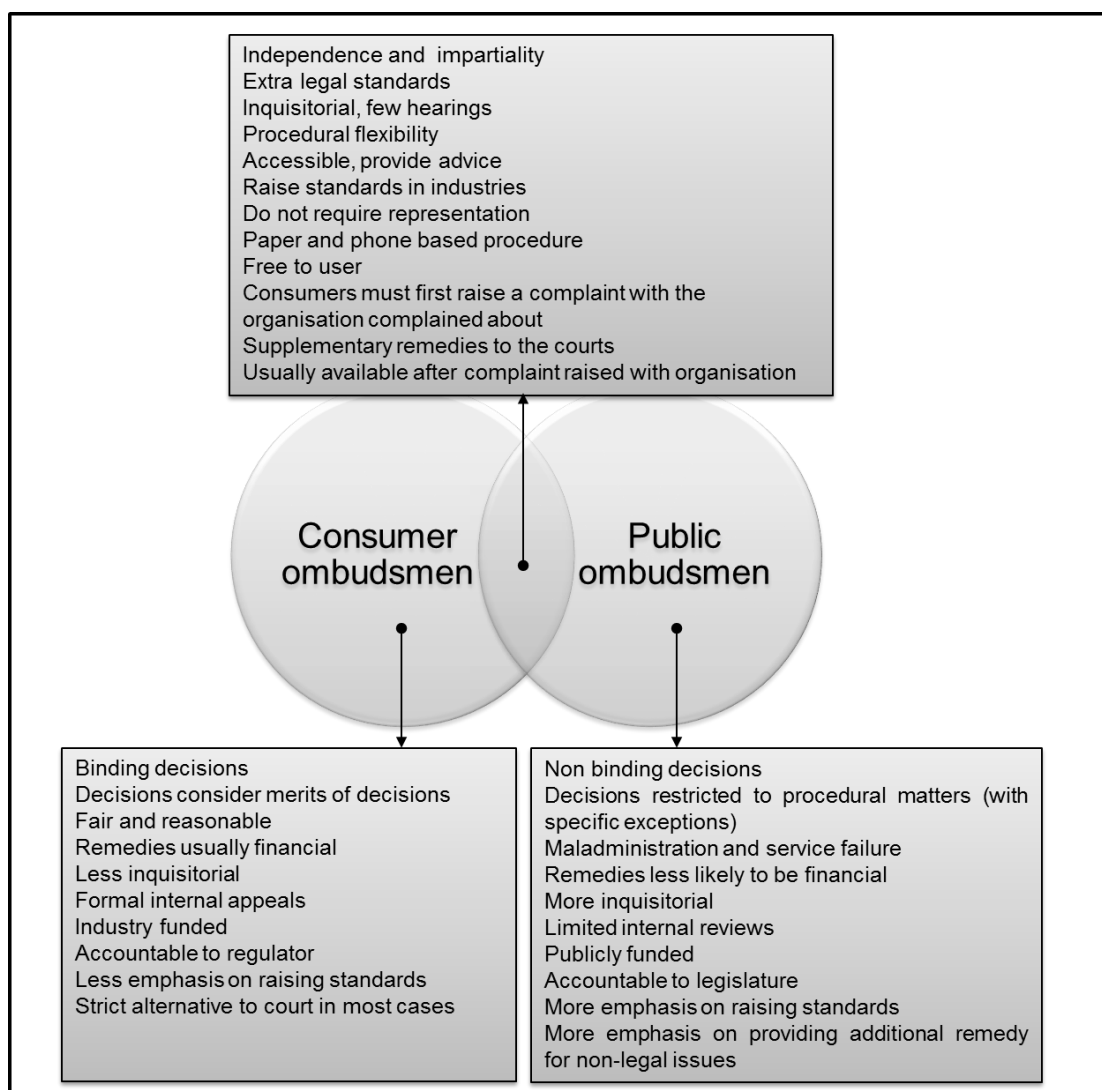 Independence and impartiality
Extra legal standards
Inquisitorial, few hearings
Procedural flexibility
Accessible, provide advice
Raise standards in industries
Do not require representation
Paper and phone based procedure
Free to user
Consumers must first raise a complaint with the
organisation complained about
Supplementary remedies to the courts
Usually available after complaint raised with organisation
Consumer
ombudsmen
Public
ombudsmen
Binding decisions
Decisions consider merits of decisions
Fair and reasonable
Remedies usually financial
Less inquisitorial
Formal internal appeals
Industry funded
Accountable to regulator
Less emphasis on raising standards
Strict alternative to court in most cases
Non binding decisions
Decisions restricted to procedural matters (with
specific exceptions)
Maladministration and service failure
Remedies less likely to be financial
More inquisitorial
Limited internal reviews
Publicly funded
Accountable to legislature
More emphasis on raising standards
More emphasis on providing additional remedy
for non-legal issues